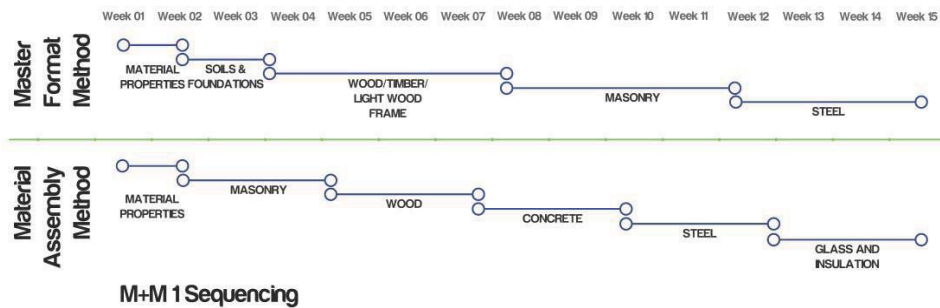 Week 01 Week 02 Week 03 Week 04 Week 05 Week 06 Week 07 Week 08 Week 09 Week 10 Week 11 Week 12 Week 13 Week 14 Week 15
Master
Format
Method
MATERIAL
PROPERTIES
SOILS &
FOUNDATIONS
WOOD/TIMBER/
LIGHT WOOD
FRAME
MASONRY
STEEL
Material
Assembly
Method
MATERIAL
PROPERTIES
MASONRY
WOOD
CONCRETE
STEEL
GLASS AND
INSULATION
M+M 1 Sequencing